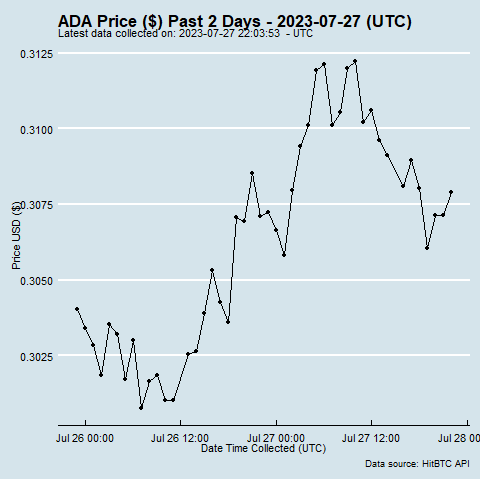 ADA Price ($) Past 2 Days - 2023-07-27 (UTC)
Latest data collected on: 2023-07-27 22:03:53 - UTC
0.3125
0.3100
0.3075
0.3050
0.3025
Price USD ($)
Jul 26 00:00
Jul 26 12:00
Jul 27 00:00
Jul 27 12:00
Jul 28 00
Date Time Collected (UTC)
Data source: HitBTC API